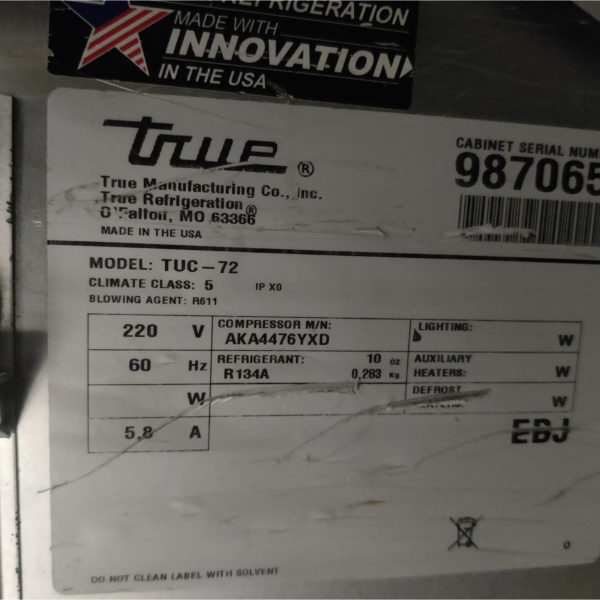 REFRIGERATION
MADE WITH
INNOVATION
IN THE USA
true ®
True Manufacturing Co., Inc.
True Refrigeration®
O'Fallon, MO 63366
MADE IN THE USA
CABINET SERIAL NUM
987065
MODEL: TUC-72
CLIMATE CLASS: 5 IP X0
BLOWING AGENT: R611
220 V COMPRESSOR M/N: AKA4476YXD LIGHTING: W
60 Hz REFRIGERANT: R134A 10 oz 0,283 Kg AUXILIARY HEATERS: W
W DEFROST W
5.8 A
EBJ
0
DO NOT CLEAN LABEL WITH SOLVENT